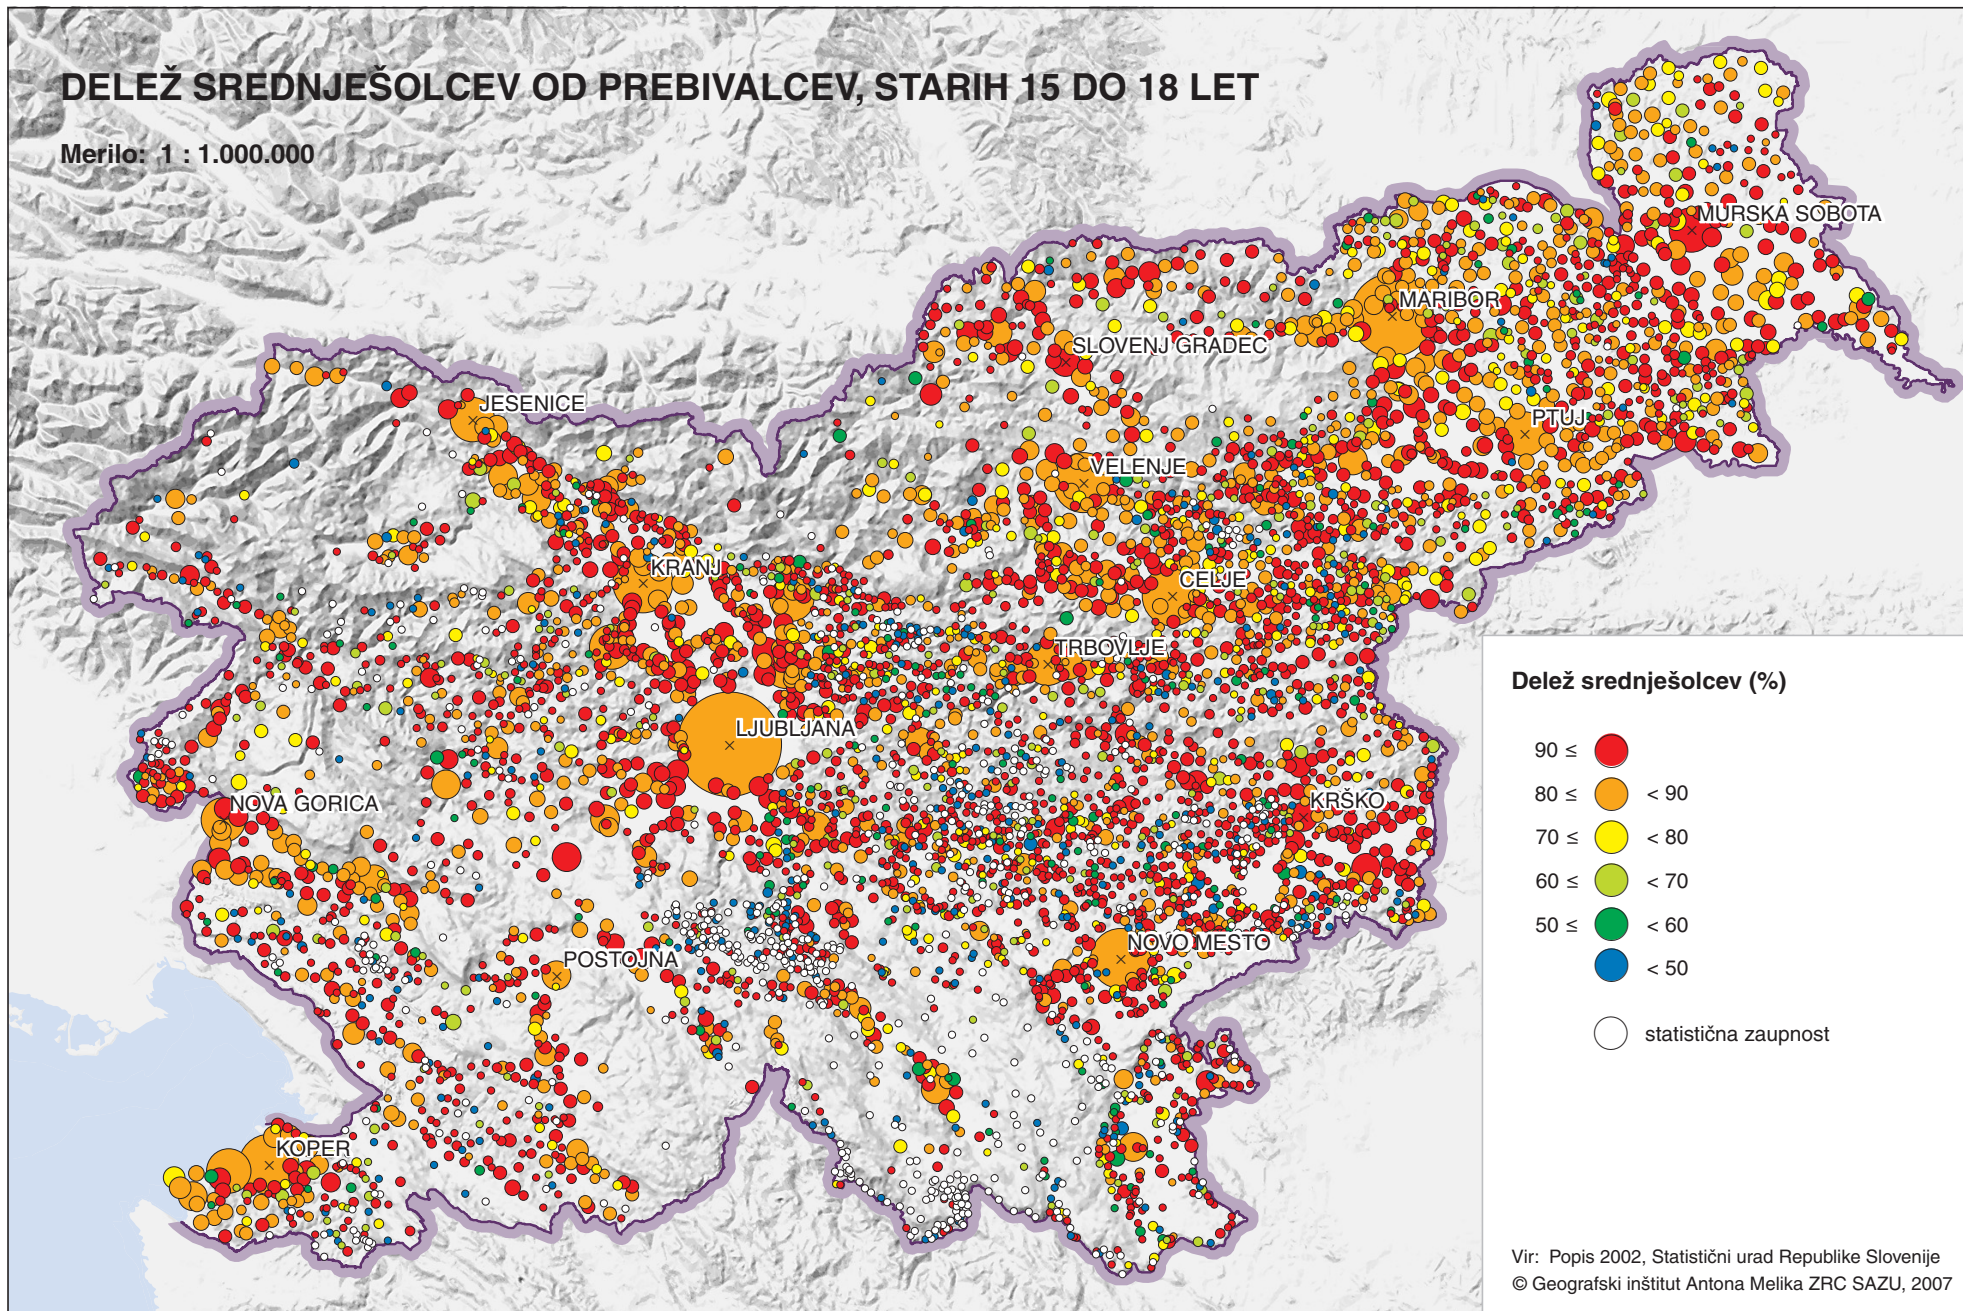 DELEŽ SREDNJEŠOLCEV OD PREBIVALCEV, STARIH 15 DO 18 LET
Merilo: 1 : 1.000.000
MURSKA SOBOTA
MARIBOR
SLOVENJ GRADEC
JESENICE
PTUJ
VELENJE
KRANJ
CELJE
TRBOVLJE
LJUBLJANA
NOVA GORICA
KRŠKO
NOVO MESTO
POSTOJNA
KOPER
Delež srednješolcev (%)
90 ≤
80 ≤ < 90
70 ≤ < 80
60 ≤ < 70
50 ≤ < 60
< 50
statistična zaupnost
Vir: Popis 2002, Statistični urad Republike Slovenije
© Geografski inštitut Antona Melika ZRC SAZU, 2007